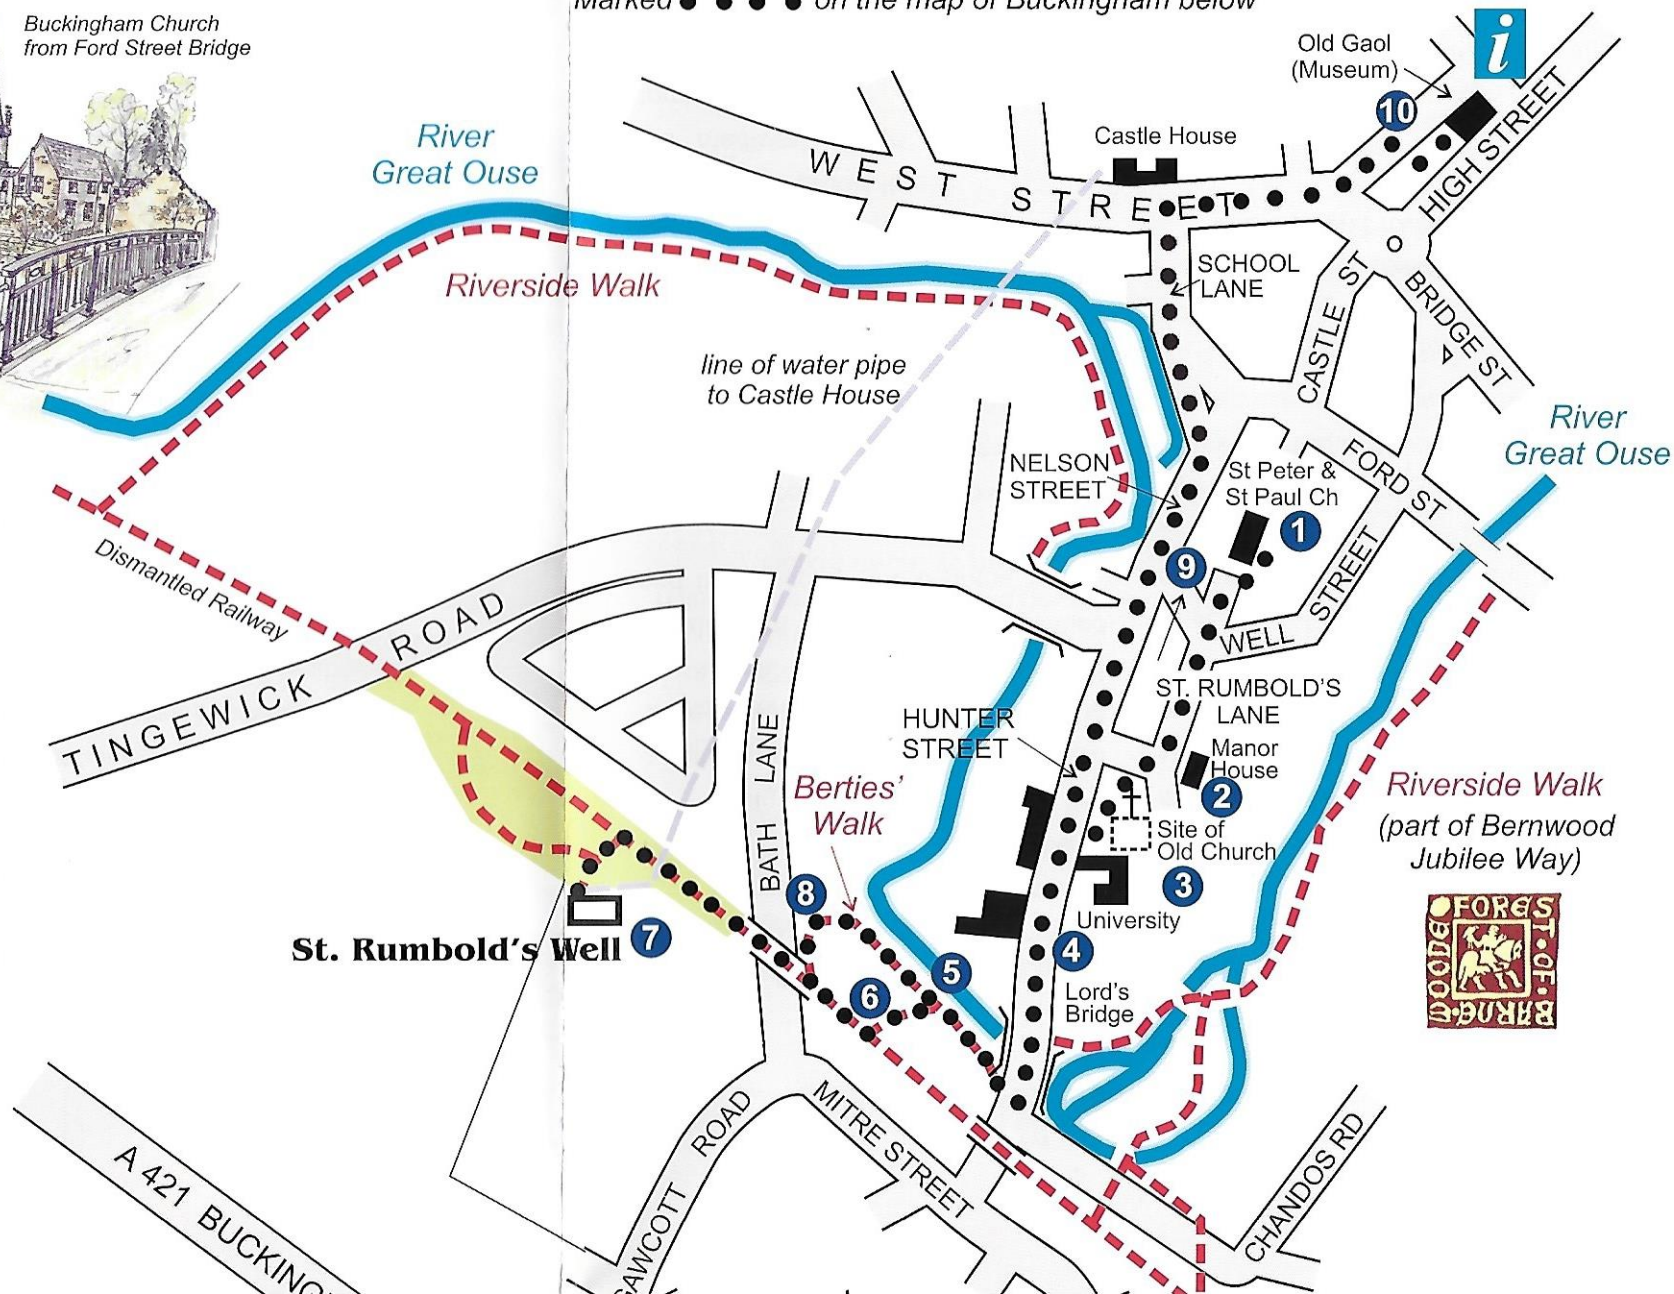 Marked on the map of Buckingham below
Buckingham Church
from Ford Street Bridge
i
Old Gaol
(Museum)
10
HIGH STREET
Castle House
River
Great Ouse
WEST STREET
SCHOOL
LANE
CASTLE ST
BRIDGE ST
Riverside Walk
line of water pipe
to Castle House
River
Great Ouse
NELSON
STREET
St Peter &
St Paul Ch
1
FORD ST
9
WELL STREET
Dismantled Railway
TINGEWICK ROAD
ST. RUMBOLD'S
LANE
HUNTER
STREET
Manor
House
2
BATH LANE
Berties'
Walk
Riverside Walk
(part of Bernwood
Jubilee Way)
Site of
Old Church
3
University
8
St. Rumbold's Well
7
4
5
6
Lord's
Bridge
FOREST·OF·
MITRE STREET
ROAD
CHANDOS RD
A 421 BUCKING